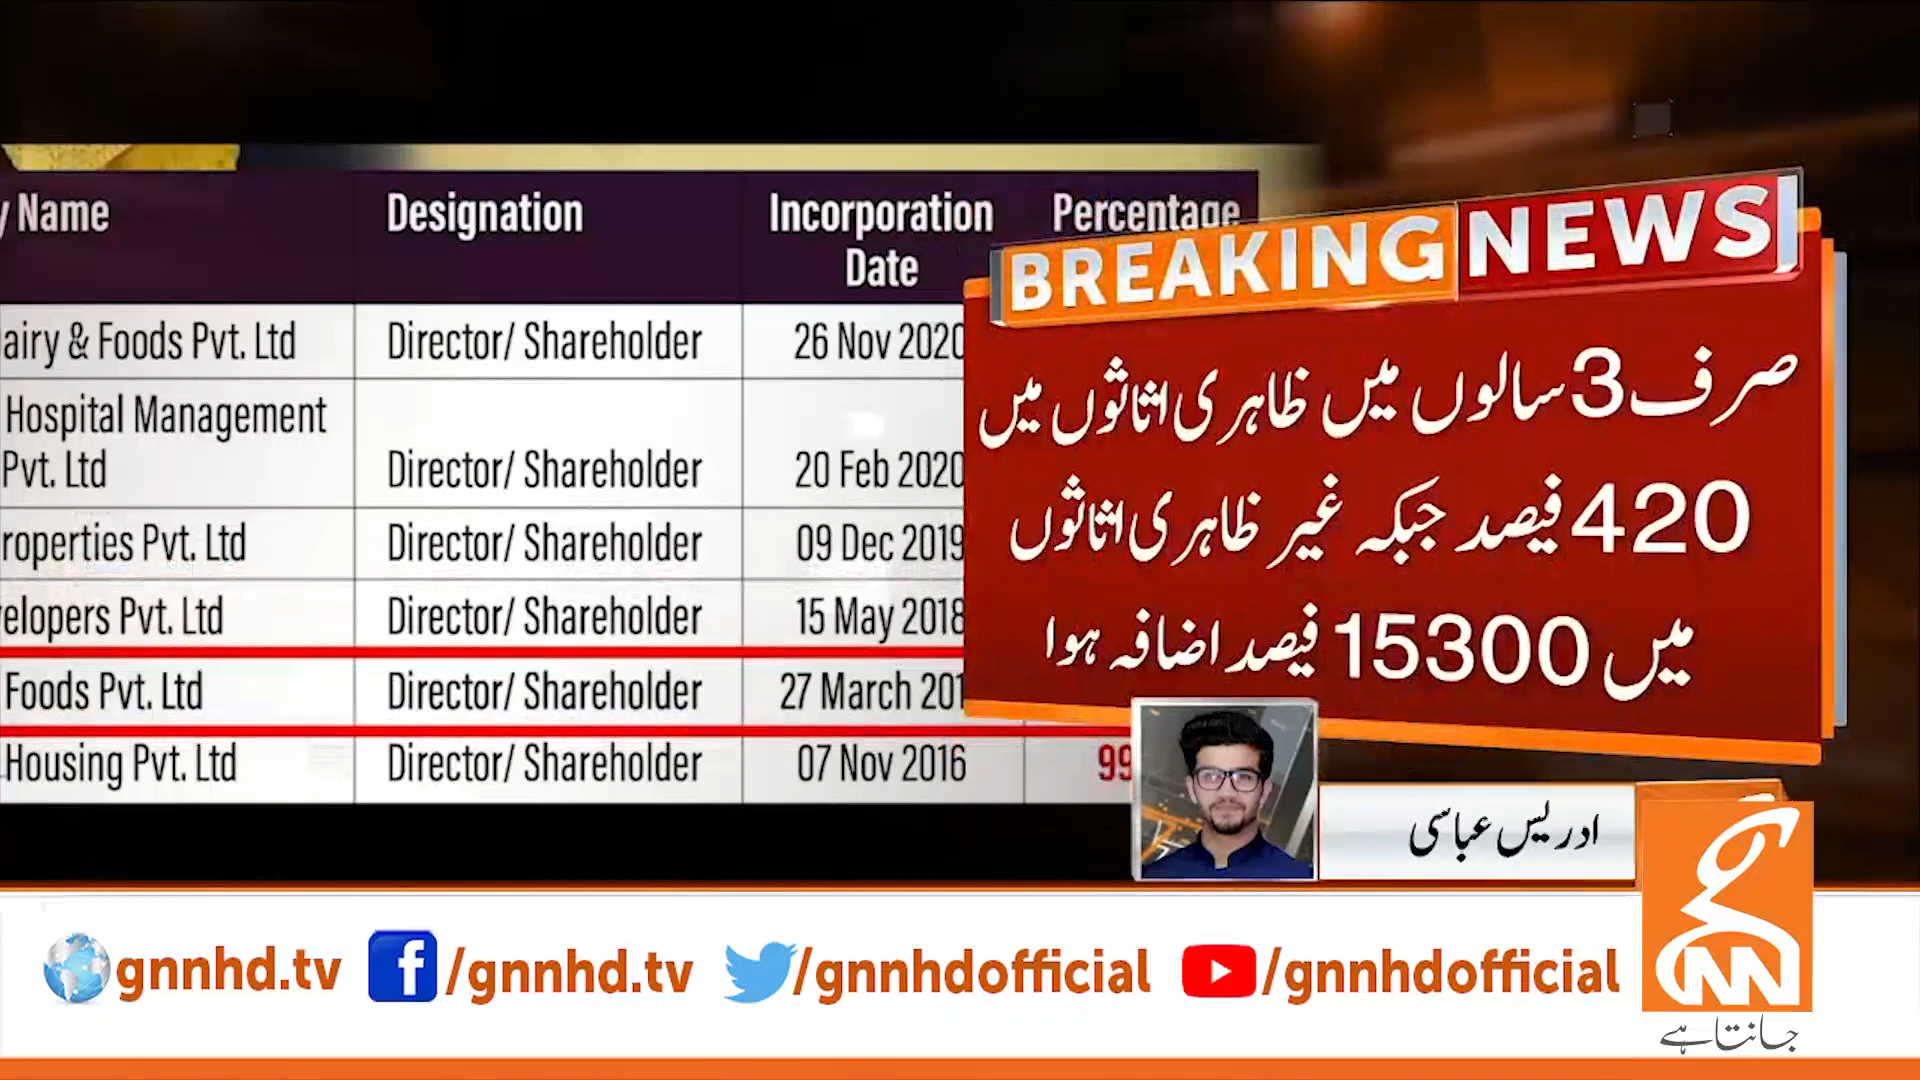 Name
Designation
Incorporation Date
Percentage
& Foods Pvt. Ltd
Director/ Shareholder
26 Nov 2020
Hospital Management Pvt. Ltd
Director/ Shareholder
20 Feb 2020
Pvt. Ltd
Director/ Shareholder
09 Dec 2019
Pvt. Ltd
Director/ Shareholder
15 May 2018
Foods Pvt. Ltd
Director/ Shareholder
27 March
Housing Pvt. Ltd
Director/ Shareholder
07 Nov 2016
99
BREAKING NEWS
صرف 3 سالوں میں ظاہری اثاثوں میں
420 فیصد جبکہ غیر ظاہری اثاثوں
میں 15300 فیصد اضافہ ہوا
ادریس عباسی
gnnhd.tv
/gnnhd.tv
/gnnhdofficial
/gnnhdofficial
GNN
جانتا ہے